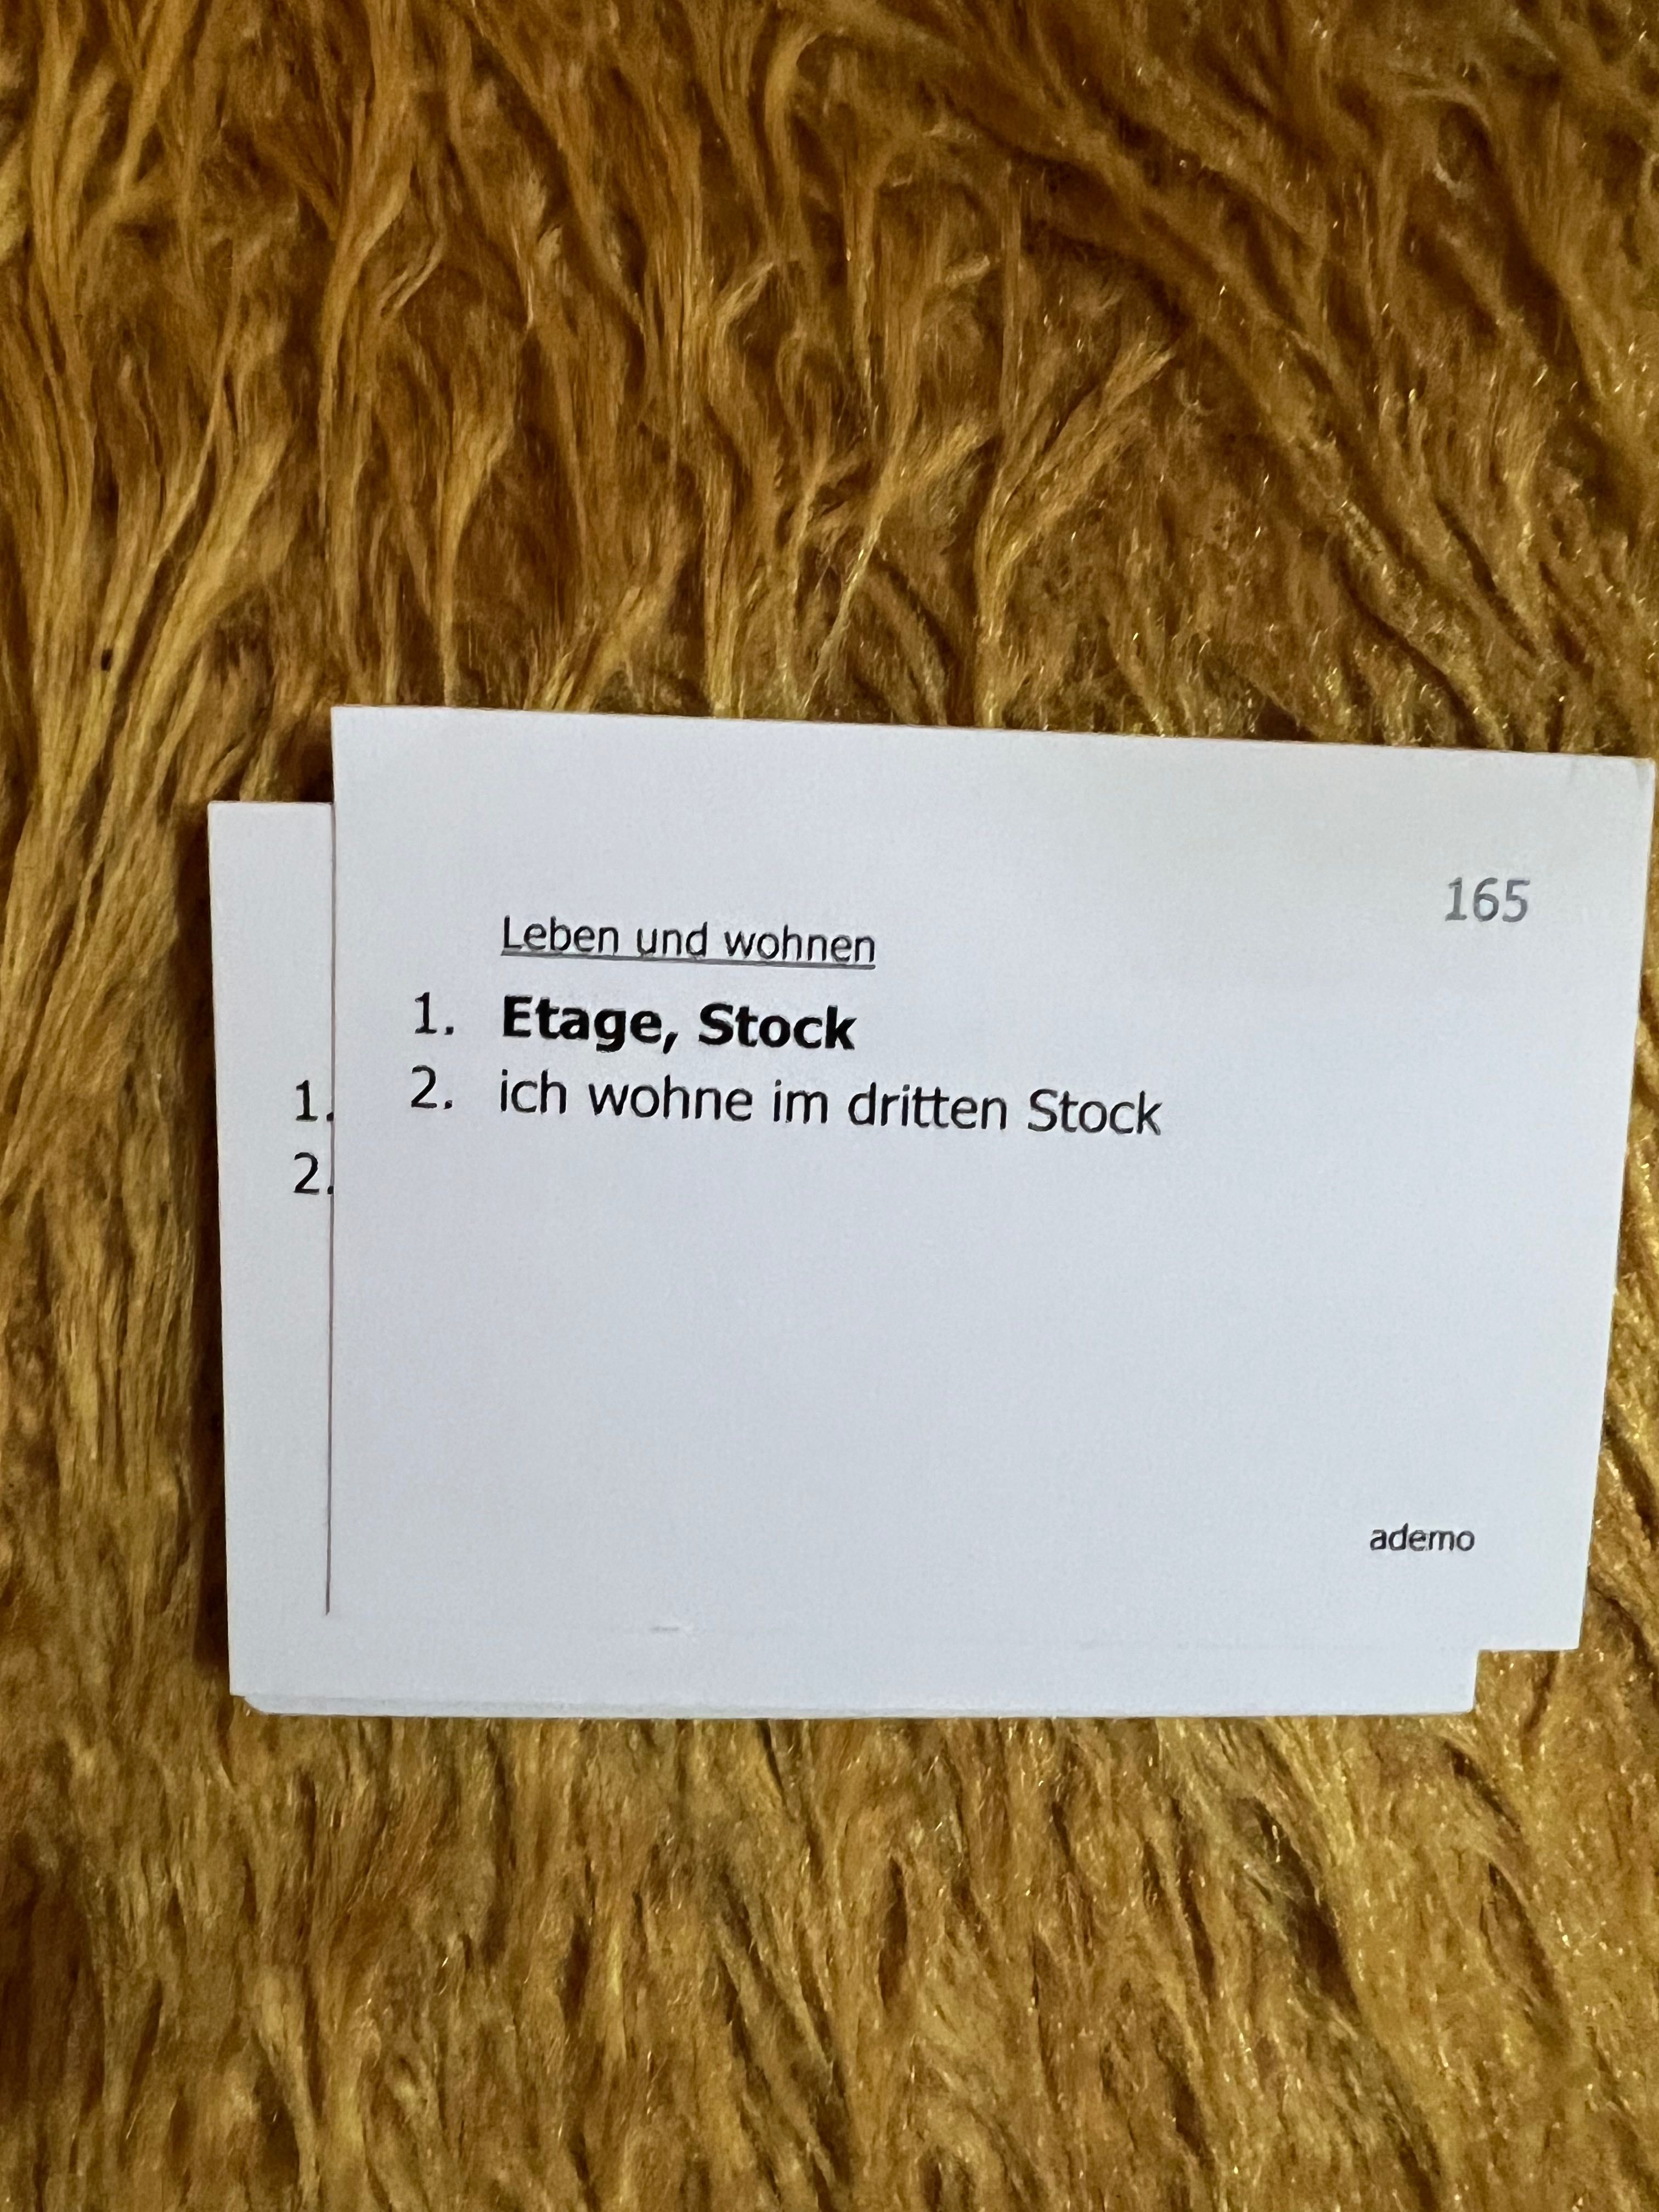 165
Leben und wohnen
1. Etage, Stock
2. ich wohne im dritten Stock
1.
2.
ademo